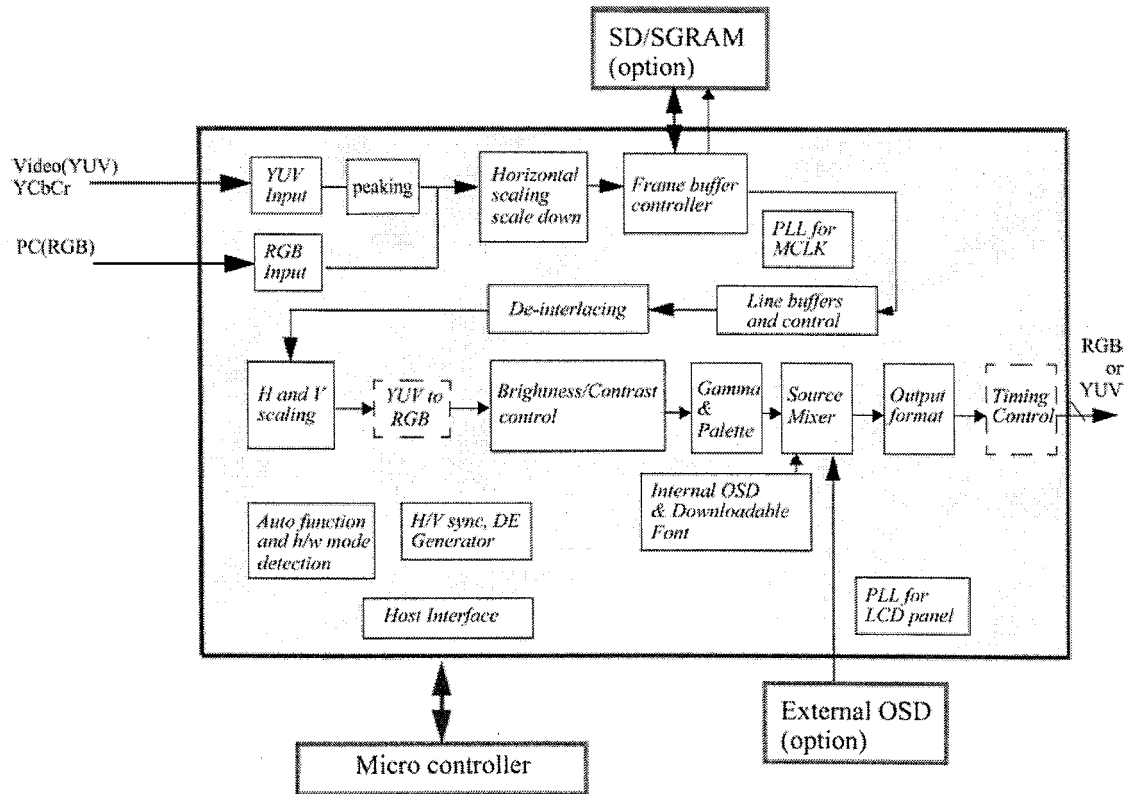 SD/SGRAM
(option)
Video(YUV)
YCbCr
YUV
Input
peaking
Horizontal
scaling
scale down
Frame buffer
controller
PC(RGB)
RGB
Input
PLL for
MCLK
De-interlacing
Line buffers
and control
H and V
scaling
YUV to
RGB
Brightness/Contrast
control
Gamma
&
Palette
Source
Mixer
Output
format
Timing
Control
RGB
or
YUV
Internal OSD
& Downloadable
Font
Auto function
and h/w mode
detection
H/V sync, DE
Generator
Host Interface
PLL for
LCD panel
External OSD
(option)
Micro controller